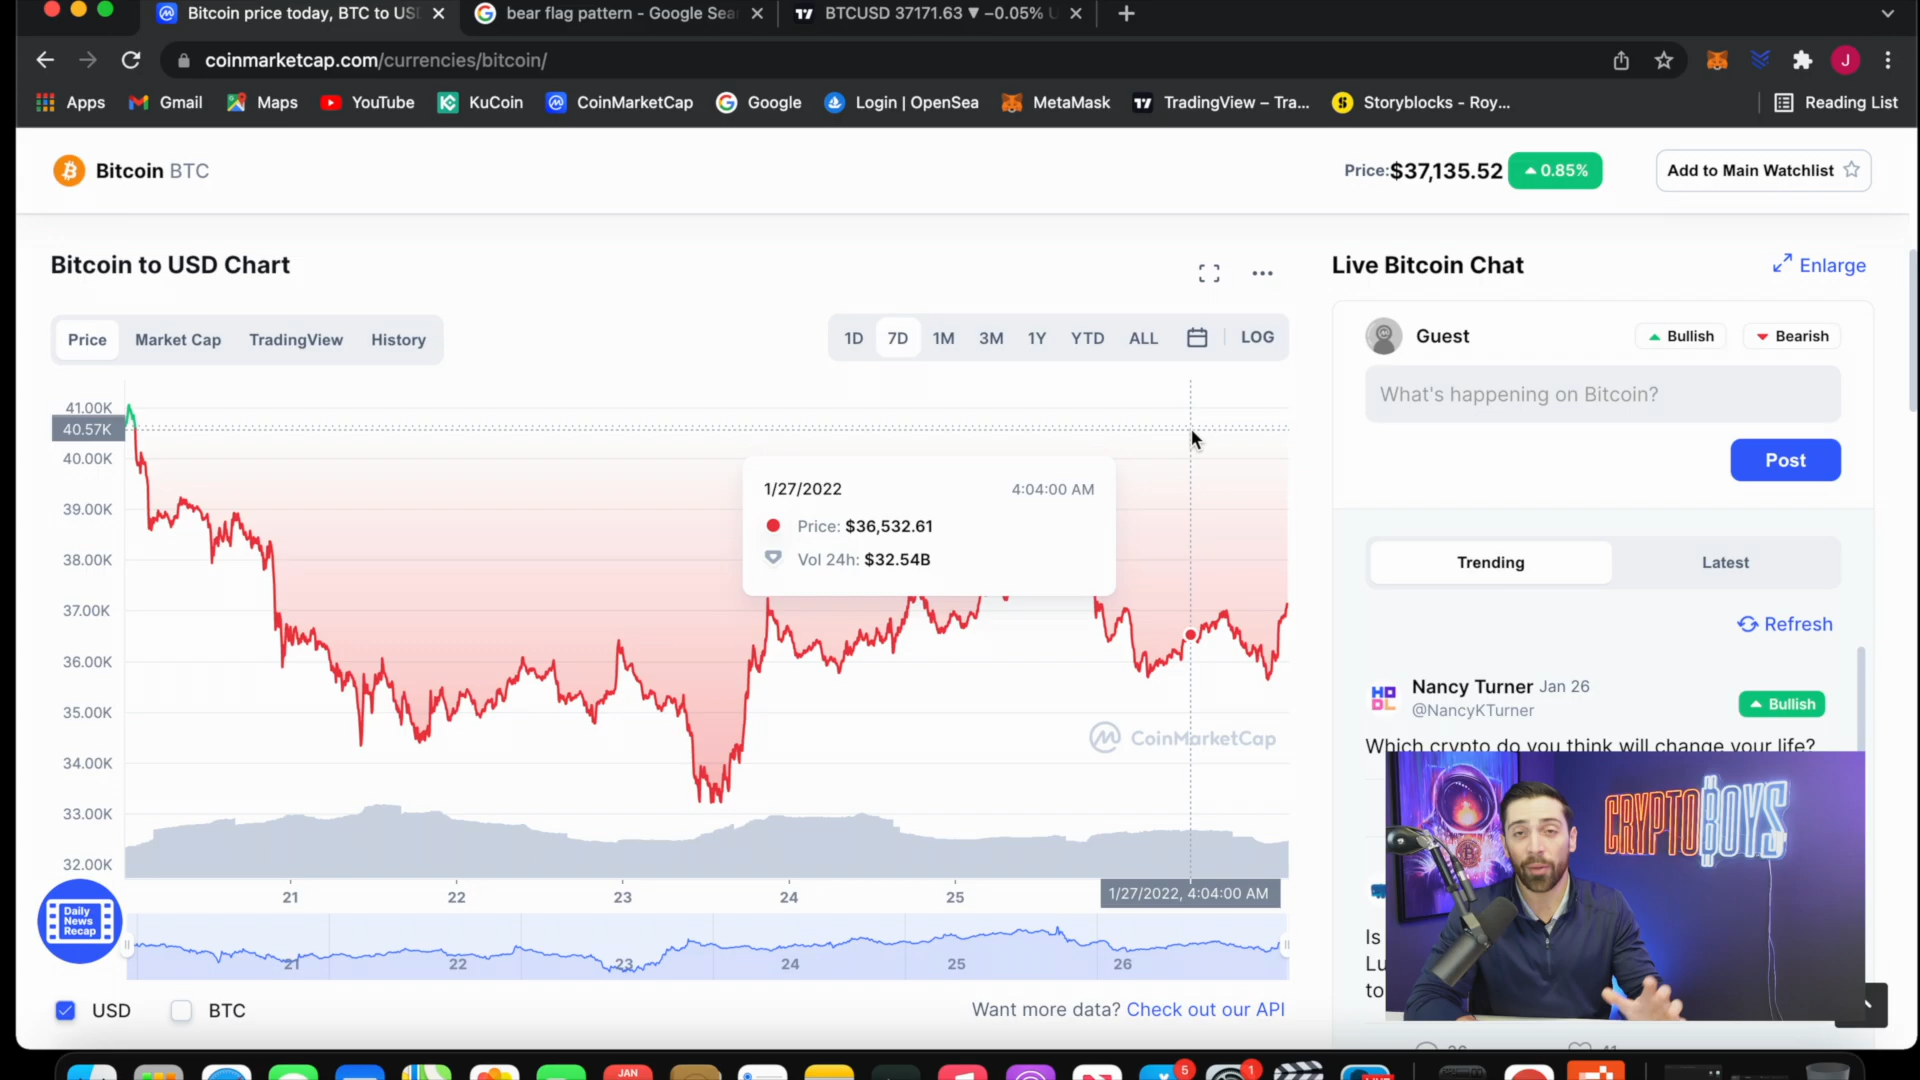 Bitcoin price today, BTC to US
bear flag pattern - Google Sea
BTCUSD 37171.63 ▼ −0.05% U
coinmarketcap.com/currencies/bitcoin/
J
Apps
Gmail
Maps
YouTube
KuCoin
CoinMarketCap
Google
Login | OpenSea
MetaMask
TradingView – Tra...
Storyblocks - Roy...
Reading List
Bitcoin BTC
Price:$37,135.52
0.85%
Add to Main Watchlist
Bitcoin to USD Chart
Price
Market Cap
TradingView
History
1D
7D
1M
3M
1Y
YTD
ALL
LOG
41.00K
40.57K
40.00K
39.00K
38.00K
37.00K
36.00K
35.00K
34.00K
33.00K
32.00K
1/27/2022
4:04:00 AM
Price: $36,532.61
Vol 24h: $32.54B
CoinMarketCap
21
22
23
24
25
1/27/2022, 4:04:00 AM
21
22
23
24
25
26
Daily
News
Recap
USD
BTC
Want more data? Check out our API
Live Bitcoin Chat
Enlarge
Guest
Bullish
Bearish
What's happening on Bitcoin?
Post
Trending
Latest
Refresh
HODL
Nancy Turner Jan 26
@NancyKTurner
Bullish
Which crypto do you think will change your life?
Is
Lu
to
CRYPTOBOYS
JAN
5
1